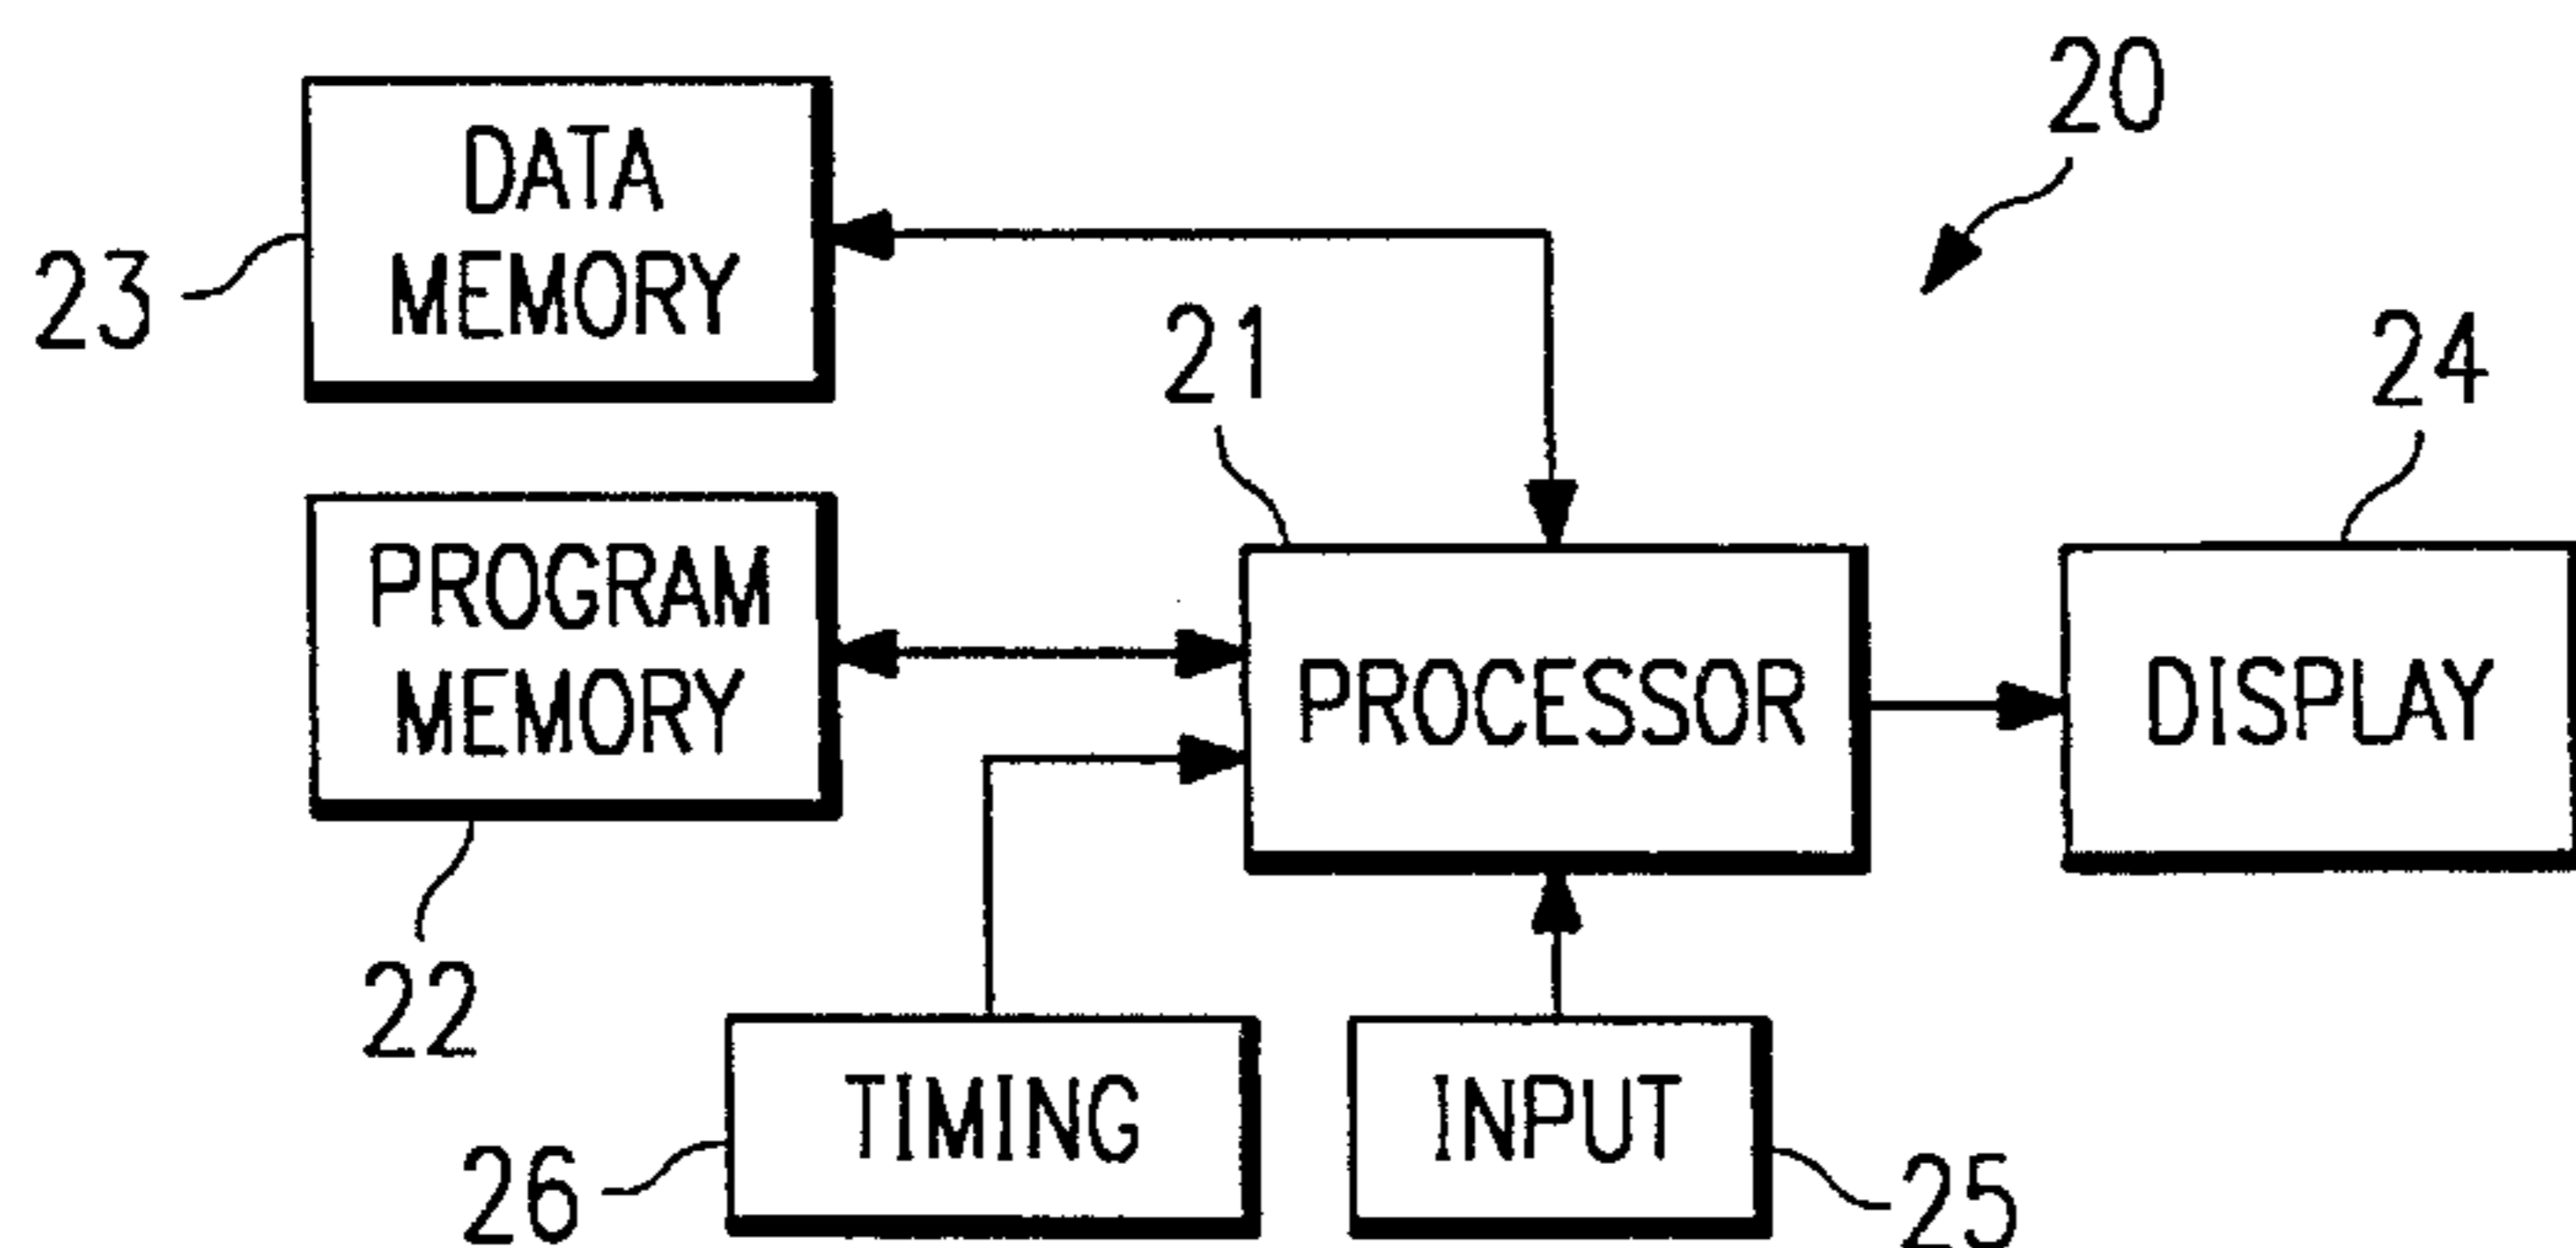 20
DATA
MEMORY
23
21
24
PROGRAM
MEMORY
PROCESSOR
DISPLAY
22
TIMING
INPUT
26
25